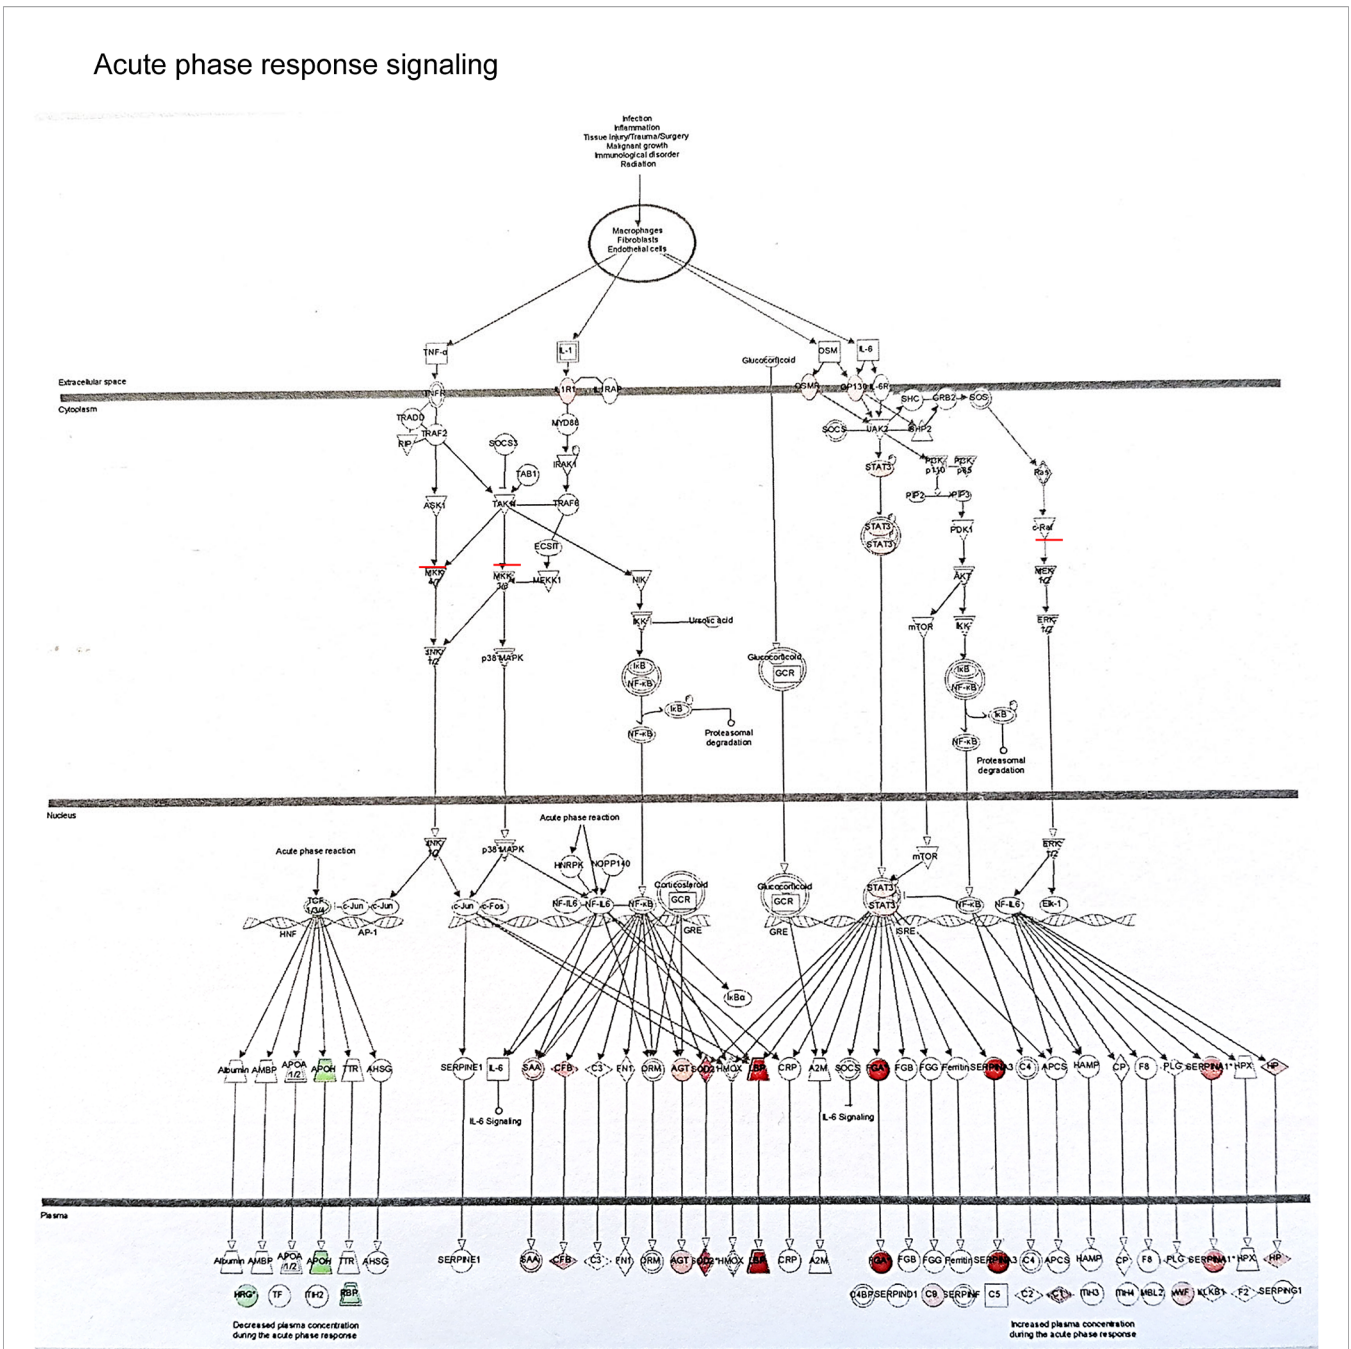 Acute phase response signaling
Infection
Inflammation
Tissue Injury/Trauma/Surgery
Malignant growth
Immunological disorder
Radiation
Macrophages
Fibroblasts
Endothelial cells
TNF-α
IL-1
Glucocorticoid
OSM
IL-6
Extracellular space
TNFR
IL1R1
IL1RAP
OSMR
GP130
IL-6R
Cytoplasm
TRADD
RIP
TRAF2
MYD88
SHC
GRB2
SOS
SOCS3
SOCS
JAK2
SHP2
TAB1
IRAK1
STAT3
PI3K p110
PI3K p85
Ras
ASK1
TAK1
TRAF6
PIP2
PIP3
STAT3
STAT3
PDK1
c-Raf
ECSIT
MKK 4/7
MKK 3/6
MEKK1
NIK
AKT
MEK 1/2
IKK
Ursolic acid
mTOR
IKK
ERK 1/2
JNK 1/2
p38 MAPK
IκB
NF-κB
Glucocorticoid
GCR
IκB
NF-κB
IκB
NF-κB
Proteasomal
degradation
IκB
NF-κB
Proteasomal
degradation
Nucleus
Acute phase reaction
Acute phase reaction
JNK 1/2
p38 MAPK
HNRPK
NOPP140
mTOR
ERK 1/2
TCF 1/3/4
c-Jun
c-Jun
c-Jun
c-Fos
NF-IL6
NF-IL6
NF-κB
Corticosteroid
GCR
Glucocorticoid
GCR
STAT3
STAT3
NF-κB
NF-IL6
Elk-1
HNF
AP-1
GRE
GRE
ISRE
IκBα
Albumin AMBP APOA 1/2 APOH TTR AHSG SERPINE1 IL-6 SAA CFB C3 FN1 ORM AGT SOD2* HMOX LBP CRP A2M SOCS FGA* FGB FGG Ferritin SERPINA3 C4 APCS HAMP CP F8 PLG SERPINA1* HPX HP
IL-6 Signaling
IL-6 Signaling
Plasma
Albumin AMBP APOA 1/2 APOH TTR AHSG SERPINE1 SAA CFB C3 FN1 ORM AGT SOD2* HMOX LBP CRP A2M FGA* FGB FGG Ferritin SERPINA3 C4 APCS HAMP CP F8 PLG SERPINA1* HPX HP
HRG* TF ITIH2 RBP C4BP SERPIND1 C9 SERPINF C5 C2 C1 ITIH3 ITIH4 MBL2 vWF KLKB1 F2 SERPING1
Decreased plasma concentration
during the acute phase response
Increased plasma concentration
during the acute phase response